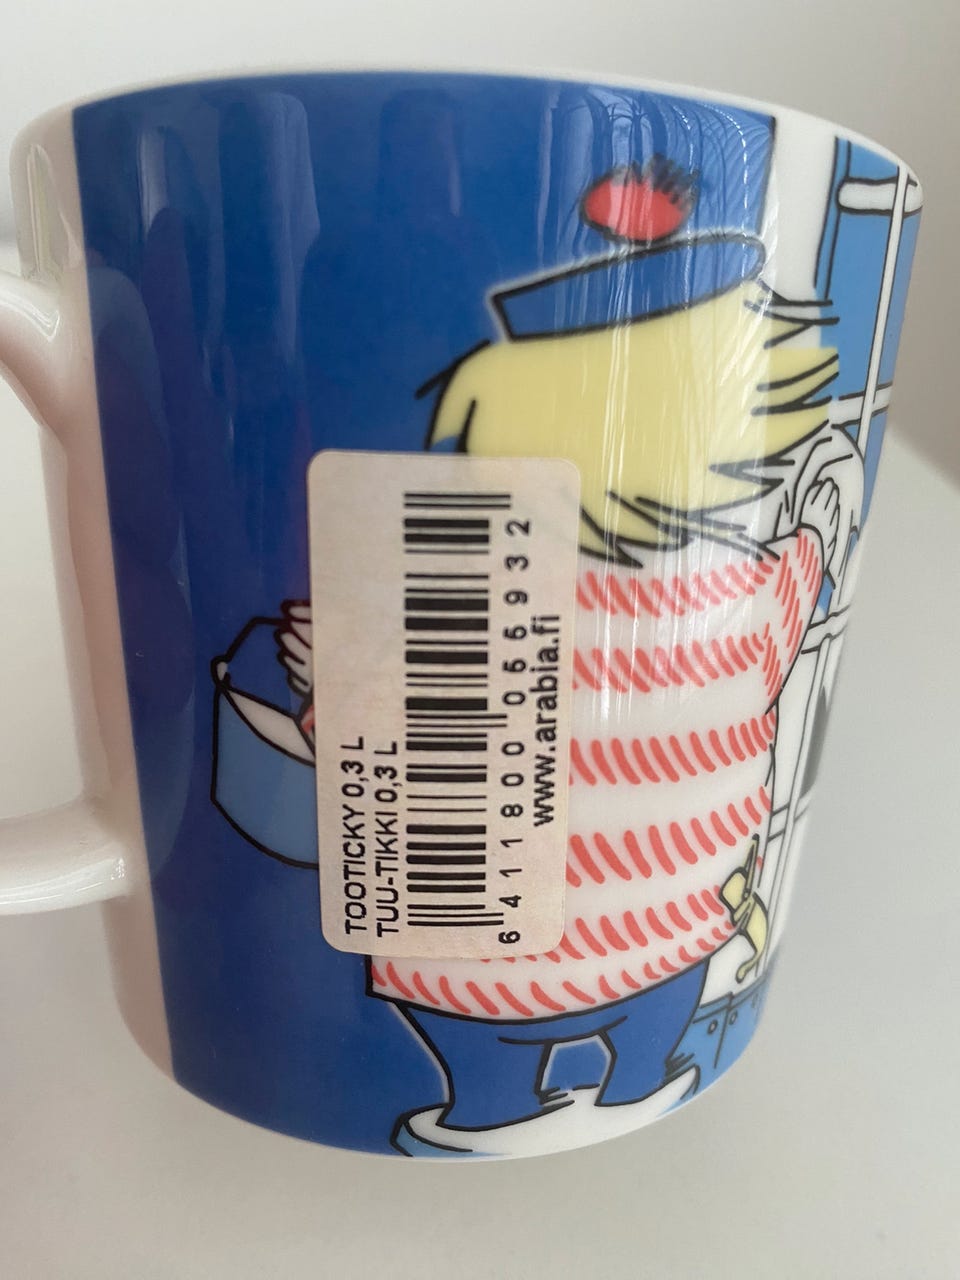 TOOTICKY 0,3 L
TUU-TIKKI 0,3 L
6 411800 055932
www.arabia.fi